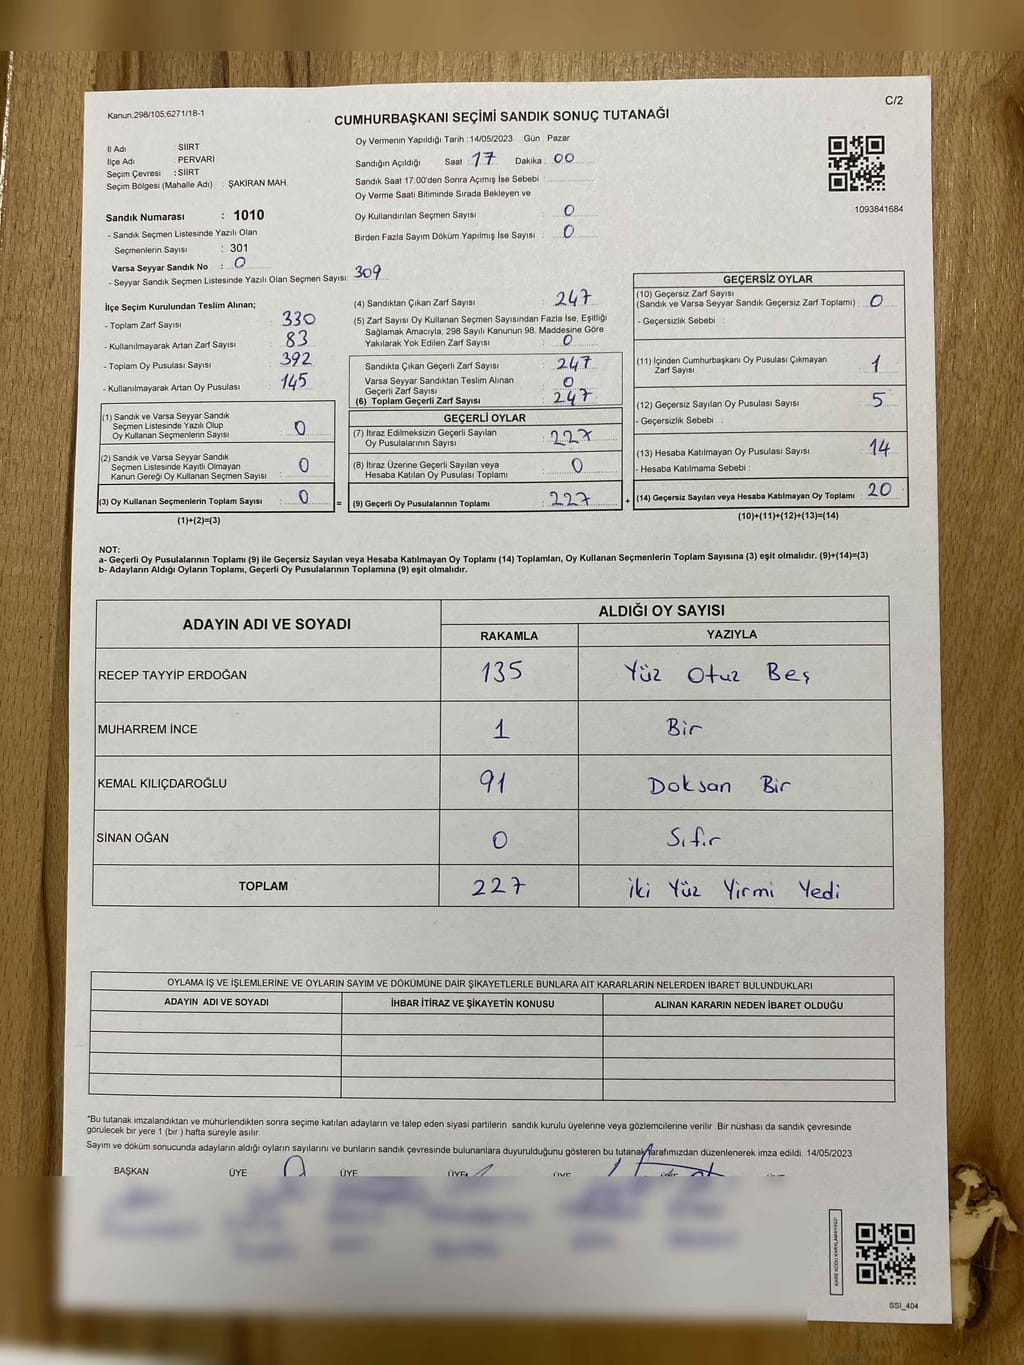 C/2
Kanun:298/105;6271/18-1
CUMHURBAŞKANI SEÇİMİ SANDIK SONUÇ TUTANAĞI
İl Adı : SİİRT
İlçe Adı : PERVARİ
Seçim Çevresi : SİİRT
Seçim Bölgesi (Mahalle Adı) : ŞAKİRAN MAH.
Sandık Numarası : 1010
- Sandık Seçmen Listesinde Yazılı Olan
Seçmenlerin Sayısı : 301
Varsa Seyyar Sandık No : 0
- Seyyar Sandık Seçmen Listesinde Yazılı Olan Seçmen Sayısı: 309
Oy Vermenin Yapıldığı Tarih : 14/05/2023 Gün : Pazar
Sandığın Açıldığı Saat : 17 Dakika : 00
Sandık Saat 17.00'den Sonra Açımış İse Sebebi :
Oy Verme Saati Bitiminde Sırada Bekleyen ve
Oy Kullandırılan Seçmen Sayısı : 0
Birden Fazla Sayım Döküm Yapılmış İse Sayısı : 0
1093841684
İlçe Seçim Kurulundan Teslim Alınan;
- Toplam Zarf Sayısı : 330
- Kullanılmayarak Artan Zarf Sayısı : 83
- Toplam Oy Pusulası Sayısı : 392
- Kullanılmayarak Artan Oy Pusulası : 145
(1) Sandık ve Varsa Seyyar Sandık
Seçmen Listesinde Yazılı Olup
Oy Kullanan Seçmenlerin Sayısı : 0
(2) Sandık ve Varsa Seyyar Sandık
Seçmen Listesinde Kayıtlı Olmayan
Kanun Gereği Oy Kullanan Seçmen Sayısı : 0
(3) Oy Kullanan Seçmenlerin Toplam Sayısı : 0
(1)+(2)=(3)
=
(4) Sandıktan Çıkan Zarf Sayısı : 247
(5) Zarf Sayısı Oy Kullanan Seçmen Sayısından Fazla İse, Eşitliği
Sağlamak Amacıyla; 298 Sayılı Kanunun 98. Maddesine Göre
Yakılarak Yok Edilen Zarf Sayısı : 0
Sandıkta Çıkan Geçerli Zarf Sayısı : 247
Varsa Seyyar Sandıktan Teslim Alınan
Geçerli Zarf Sayısı : 0
(6) Toplam Geçerli Zarf Sayısı : 247
GEÇERLİ OYLAR
(7) İtiraz Edilmeksizin Geçerli Sayılan
Oy Pusulalarının Sayısı : 227
(8) İtiraz Üzerine Geçerli Sayılan veya
Hesaba Katılan Oy Pusulası Toplamı : 0
(9) Geçerli Oy Pusulalarının Toplamı : 227
+
GEÇERSİZ OYLAR
(10) Geçersiz Zarf Sayısı
(Sandık ve Varsa Seyyar Sandık Geçersiz Zarf Toplamı) : 0
- Geçersizlik Sebebi :
(11) İçinden Cumhurbaşkanı Oy Pusulası Çıkmayan
Zarf Sayısı : 1
(12) Geçersiz Sayılan Oy Pusulası Sayısı : 5
- Geçersizlik Sebebi :
(13) Hesaba Katılmayan Oy Pusulası Sayısı : 14
- Hesaba Katılmama Sebebi :
(14) Geçersiz Sayılan veya Hesaba Katılmayan Oy Toplamı : 20
(10)+(11)+(12)+(13)=(14)
NOT:
a- Geçerli Oy Pusulalarının Toplamı (9) ile Geçersiz Sayılan veya Hesaba Katılmayan Oy Toplamı (14) Toplamları, Oy Kullanan Seçmenlerin Toplam Sayısına (3) eşit olmalıdır. (9)+(14)=(3)
b- Adayların Aldığı Oyların Toplamı, Geçerli Oy Pusulalarının Toplamına (9) eşit olmalıdır.
ADAYIN ADI VE SOYADI
ALDIĞI OY SAYISI
RAKAMLA YAZIYLA
RECEP TAYYİP ERDOĞAN 135 Yüz Otuz Beş
MUHARREM İNCE 1 Bir
KEMAL KILIÇDAROĞLU 91 Doksan Bir
SİNAN OĞAN 0 Sıfır
TOPLAM 227 İki Yüz Yirmi Yedi
OYLAMA İŞ VE İŞLEMLERİNE VE OYLARIN SAYIM VE DÖKÜMÜNE DAİR ŞİKAYETLERLE BUNLARA AİT KARARLARIN NELERDEN İBARET BULUNDUKLARI
ADAYIN ADI VE SOYADI İHBAR İTİRAZ VE ŞİKAYETİN KONUSU ALINAN KARARIN NEDEN İBARET OLDUĞU
"Bu tutanak imzalandıktan ve mühürlendikten sonra seçime katılan adayların ve talep eden siyasi partilerin sandık kurulu üyelerine veya gözlemcilerine verilir. Bir nüshası da sandık çevresinde
görülecek bir yere 1 (bir ) hafta süreyle asılır.
Sayım ve döküm sonucunda adayların aldığı oyların sayılarını ve bunların sandık çevresinde bulunanlara duyurulduğunu gösteren bu tutanak tarafımızdan düzenlenerek imza edildi. 14/05/2023
BAŞKAN ÜYE ÜYE ÜYE ÜYE
SSI_404